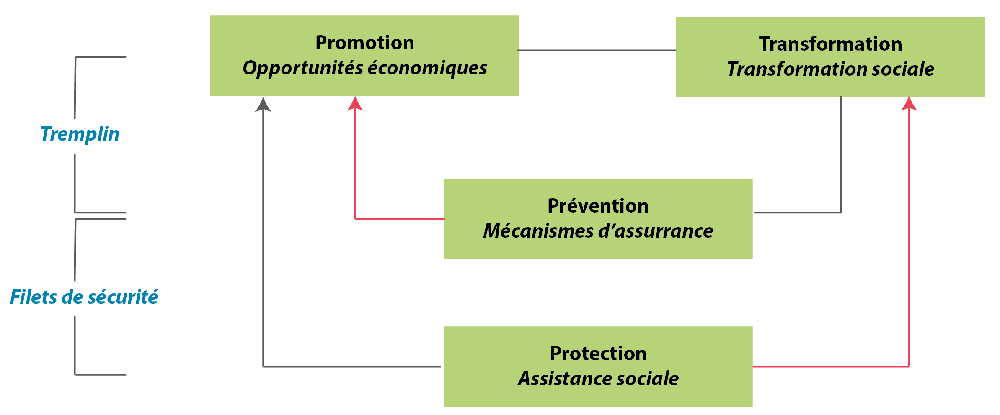 Promotion
Opportunités économiques
Transformation
Transformation sociale
Tremplin
Prévention
Mécanismes d’assurrance
Filets de sécurité
Protection
Assistance sociale